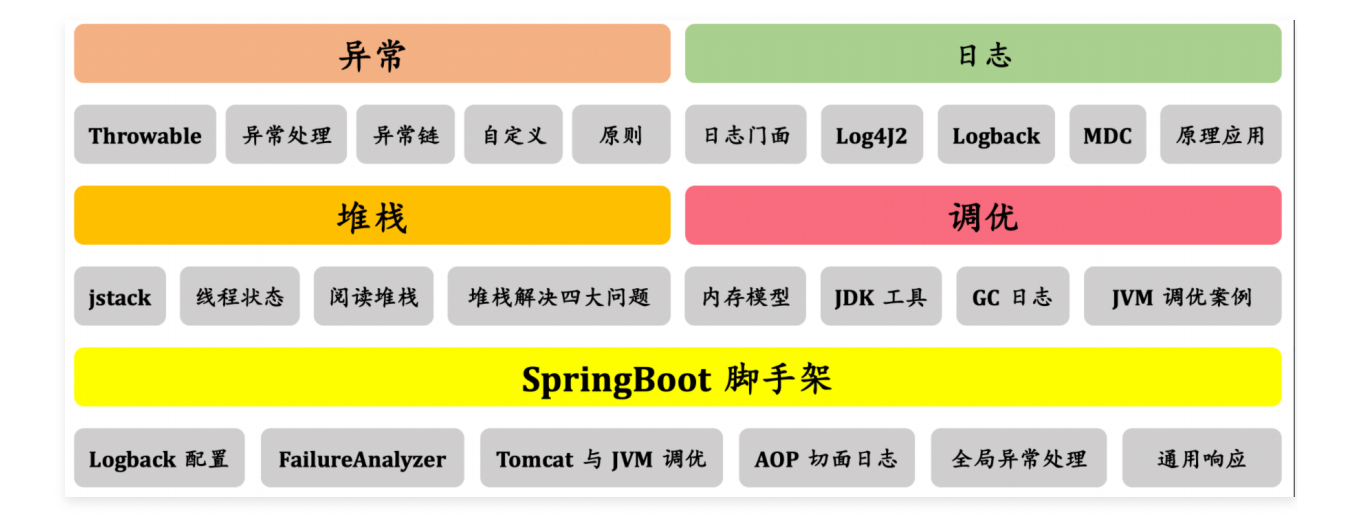 异常 日志
Throwable 异常处理 异常链 自定义 原则 日志门面 Log4J2 Logback MDC 原理应用
堆栈 调优
jstack 线程状态 阅读堆栈 堆栈解决四大问题 内存模型 JDK 工具 GC 日志 JVM 调优案例
SpringBoot 脚手架
Logback 配置 FailureAnalyzer Tomcat 与 JVM 调优 AOP 切面日志 全局异常处理 通用响应